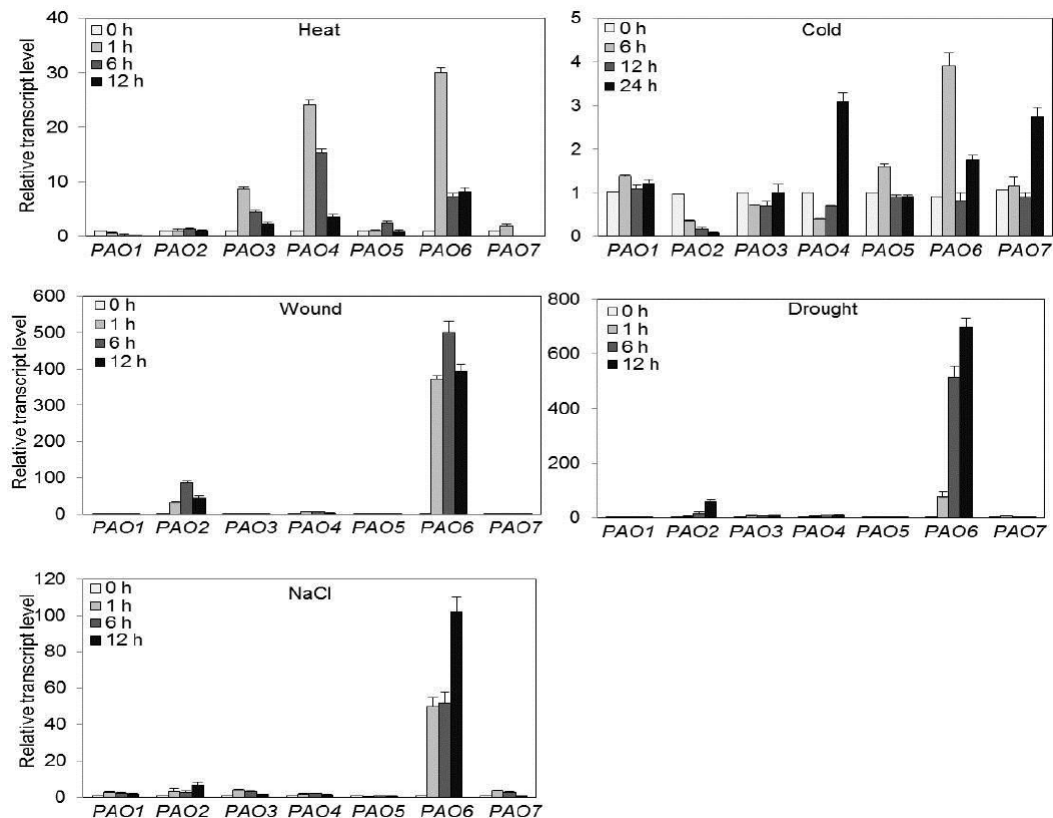 Heat
Relative transcript level
40
30
20
10
0
0 h
1 h
6 h
12 h
PAO1 PAO2 PAO3 PAO4 PAO5 PAO6 PAO7
Cold
5
4
3
2
1
0
0 h
6 h
12 h
24 h
PAO1 PAO2 PAO3 PAO4 PAO5 PAO6 PAO7
Wound
Relative transcript level
600
500
400
300
200
100
0
0 h
1 h
6 h
12 h
PAO1 PAO2 PAO3 PAO4 PAO5 PAO6 PAO7
Drought
800
600
400
200
0
0 h
1 h
6 h
12 h
PAO1 PAO2 PAO3 PAO4 PAO5 PAO6 PAO7
NaCl
Relative transcript level
120
100
80
60
40
20
0
0 h
1 h
6 h
12 h
PAO1 PAO2 PAO3 PAO4 PAO5 PAO6 PAO7